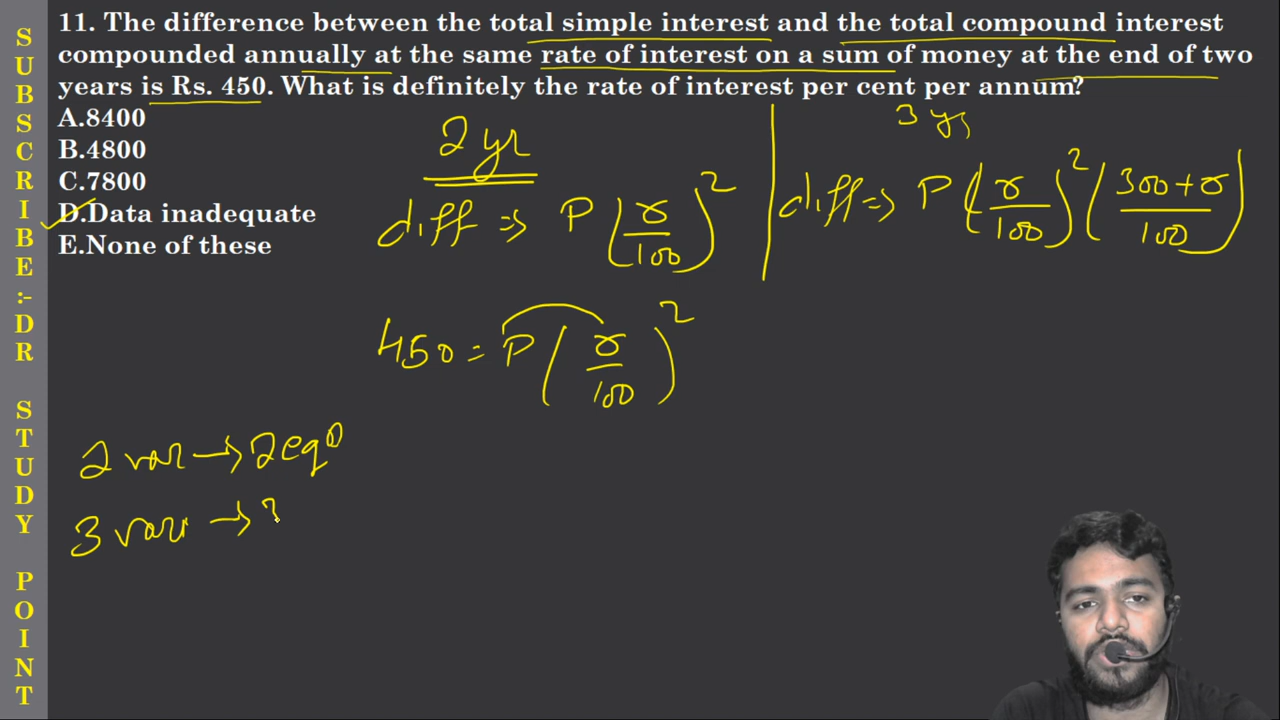 SUBSCRIBE:-DR STUDY POINT
11. The difference between the total simple interest and the total compound interest
compounded annually at the same rate of interest on a sum of money at the end of two
years is Rs. 450. What is definitely the rate of interest per cent per annum?
A.8400
B.4800
C.7800
D.Data inadequate
E.None of these
2 yr
diff ⇒ P(r/100)²
3 yr
diff ⇒ P(r/100)²(300+r/100)
450 = P(r/100)²
2 var → 2 eqn
3 var →